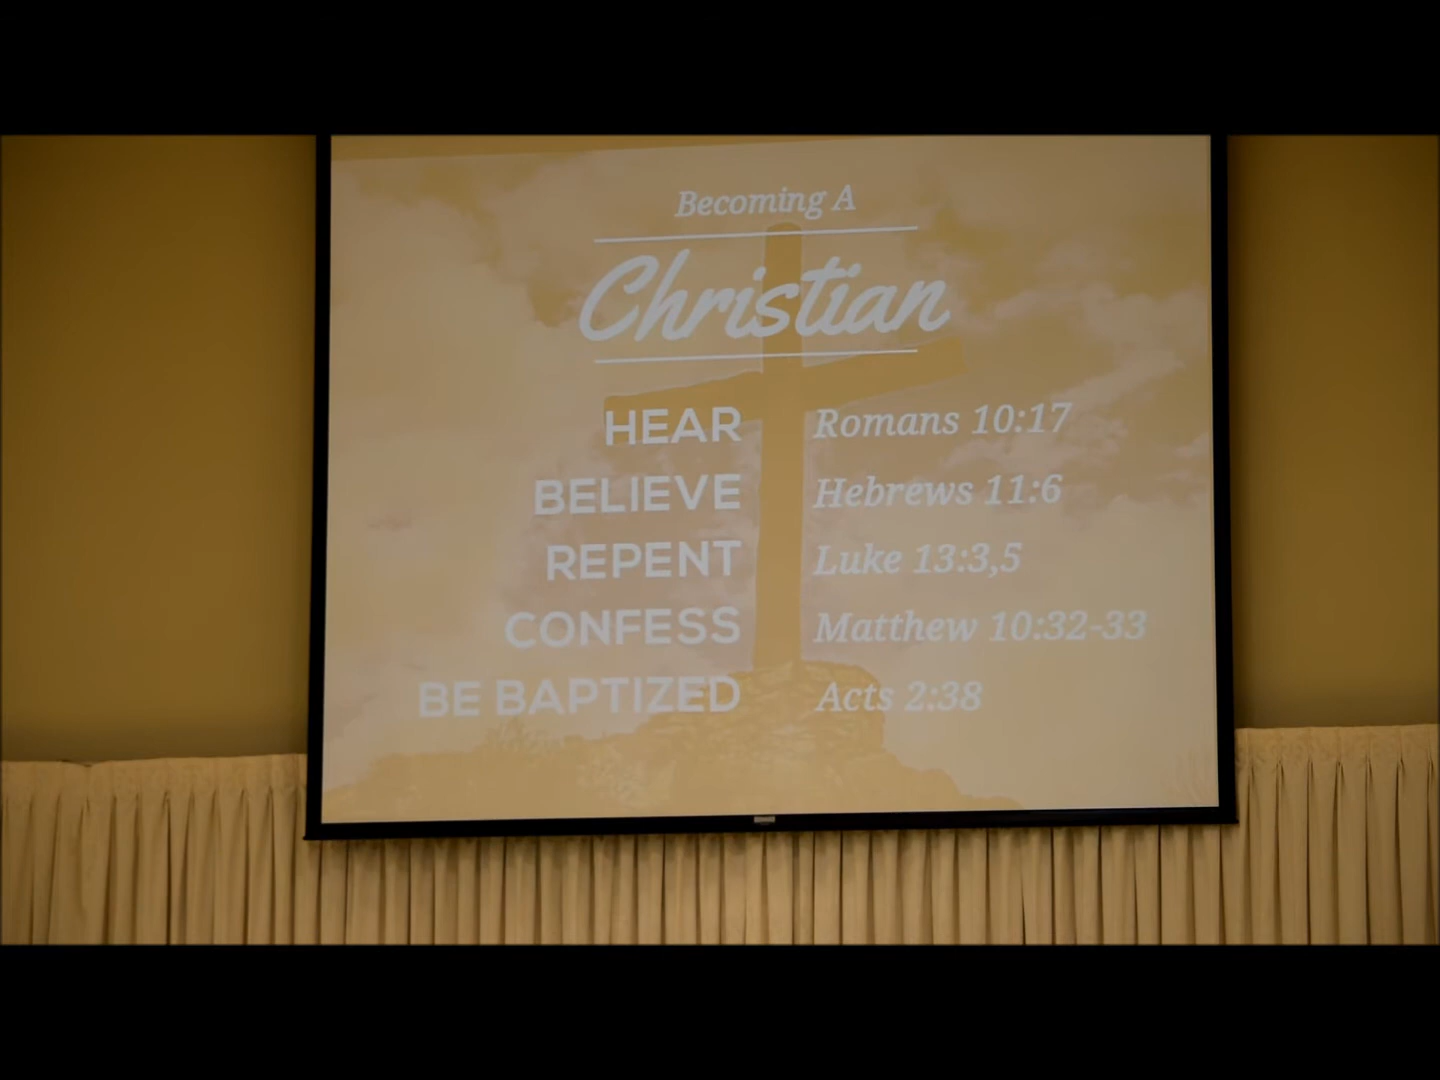 Becoming A
Christian
HEAR Romans 10:17
BELIEVE Hebrews 11:6
REPENT Luke 13:3,5
CONFESS Matthew 10:32-33
BE BAPTIZED Acts 2:38